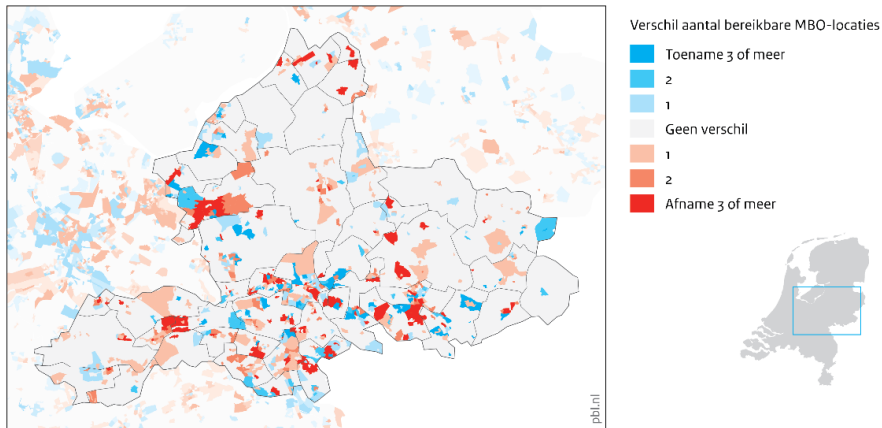 Verschil aantal bereikbare MBO-locaties
Toename 3 of meer
2
1
Geen verschil
1
2
Afname 3 of meer
pbl.nl